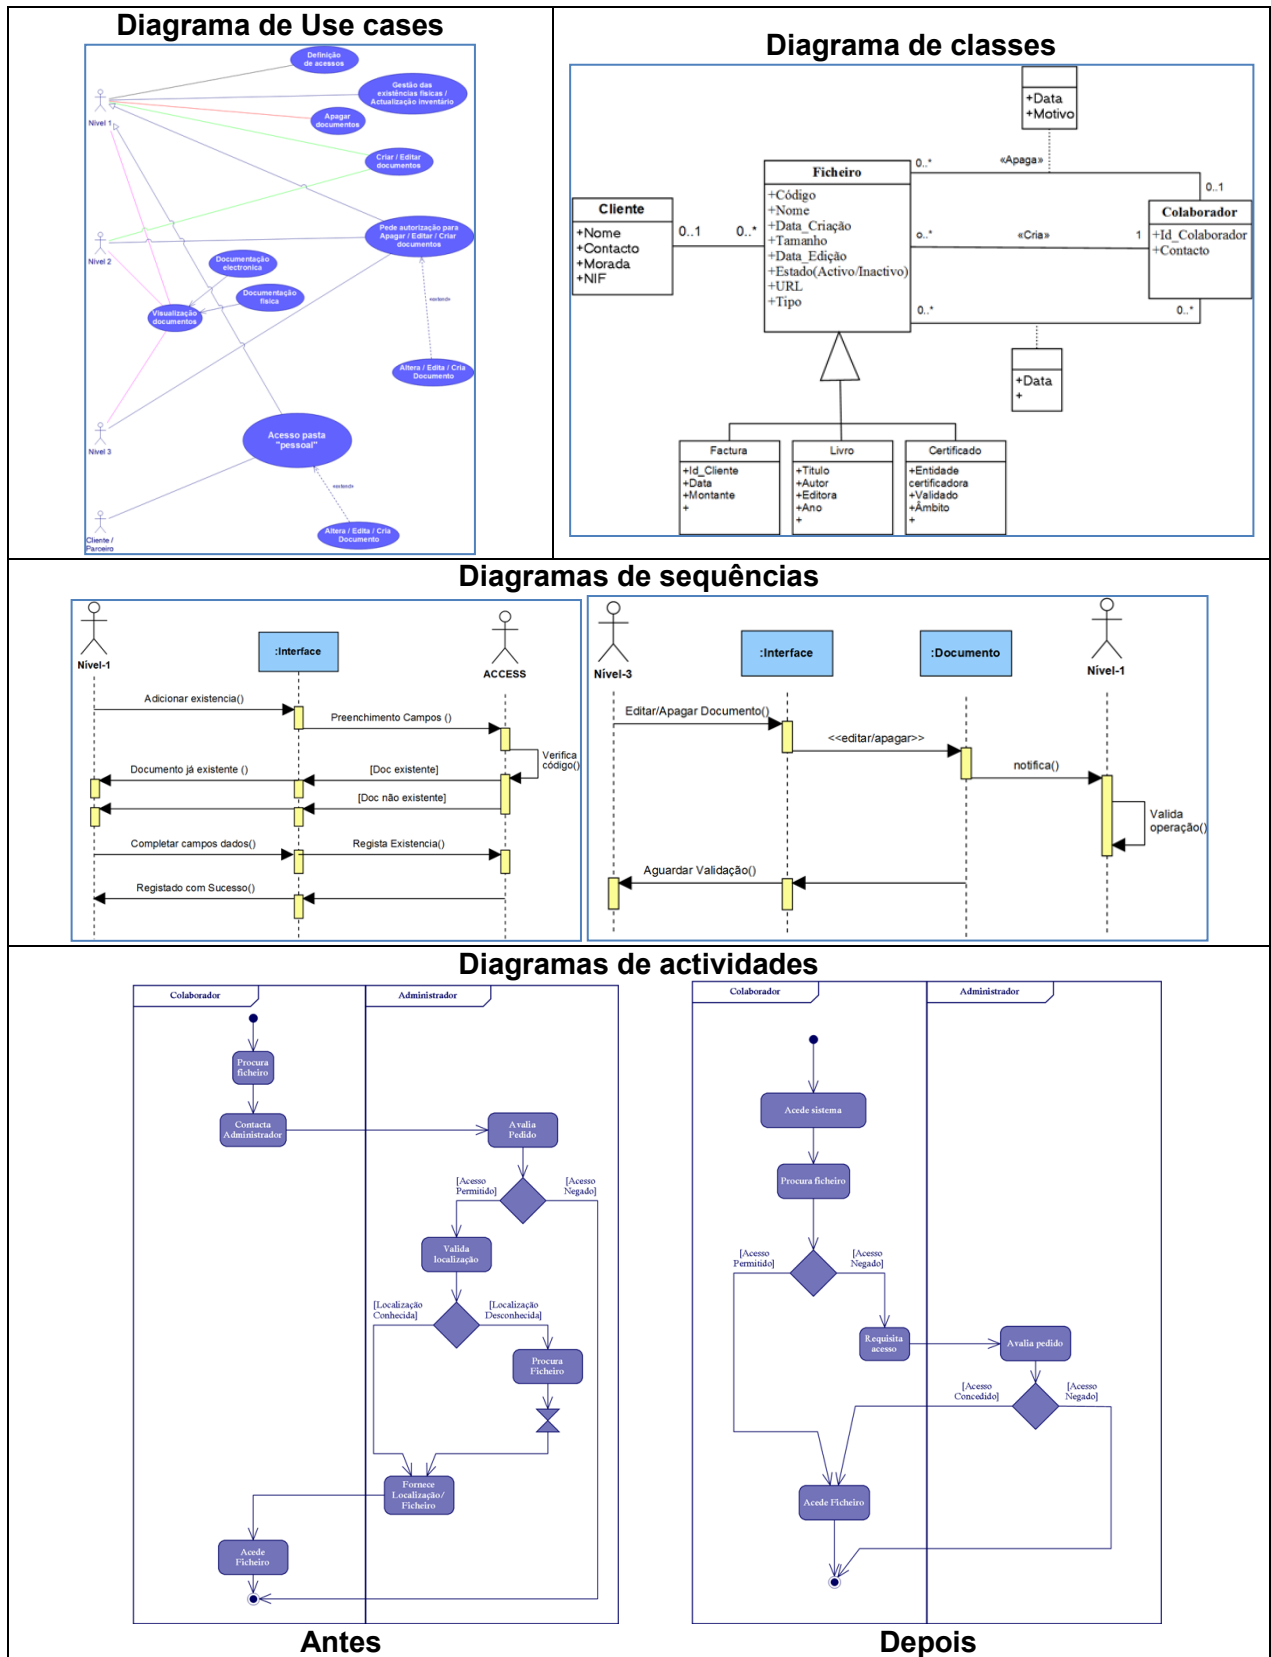 Diagrama de Use cases
Definição
de acessos
Gestão das
existências físicas /
Actualização inventário
Nível 1
Apagar
documentos
Criar / Editar
documentos
Pede autorização para
Apagar / Editar / Criar
documentos
Nível 2
Documentação
electronica
Documentação
física
Visualização
documentos
«extend»
Altera / Edita / Cria
Documento
Nível 3
Acesso pasta
"pessoal"
«extend»
Altera / Edita / Cria
Documento
Cliente /
Parceiro
Diagrama de classes
+Data
+Motivo
0..*
«Apaga»
0..1
Ficheiro
+Código
+Nome
+Data_Criação
+Tamanho
+Data_Edição
+Estado(Activo/Inactivo)
+URL
+Tipo
Cliente
+Nome
+Contacto
+Morada
+NIF
0..1
0..*
Colaborador
+Id_Colaborador
+Contacto
o..*
«Cria»
1
0..*
0..*
+Data
+
Factura
+Id_Cliente
+Data
+Montante
+
Livro
+Titulo
+Autor
+Editora
+Ano
+
Certificado
+Entidade
certificadora
+Validado
+Âmbito
+
Diagramas de sequências
Nível-1
:Interface
ACCESS
Adicionar existencia()
Preenchimento Campos ()
Verifica
código()
Documento já existente ()
[Doc existente]
[Doc não existente]
Completar campos dados()
Regista Existencia()
Registado com Sucesso()
Nível-3
:Interface
:Documento
Nível-1
Editar/Apagar Documento()
<<editar/apagar>>
notifica()
Valida
operação()
Aguardar Validação()
Diagramas de actividades
Colaborador
Administrador
Procura
ficheiro
Contacta
Administrador
Avalia
Pedido
[Acesso
Permitido]
[Acesso
Negado]
Valida
localização
[Localização
Conhecida]
[Localização
Desconhecida]
Procura
Ficheiro
Fornece
Localização/
Ficheiro
Acede
Ficheiro
Antes
Colaborador
Administrador
Acede sistema
Procura ficheiro
[Acesso
Permitido]
[Acesso
Negado]
Requisita
acesso
Avalia pedido
[Acesso
Concedido]
[Acesso
Negado]
Acede Ficheiro
Depois